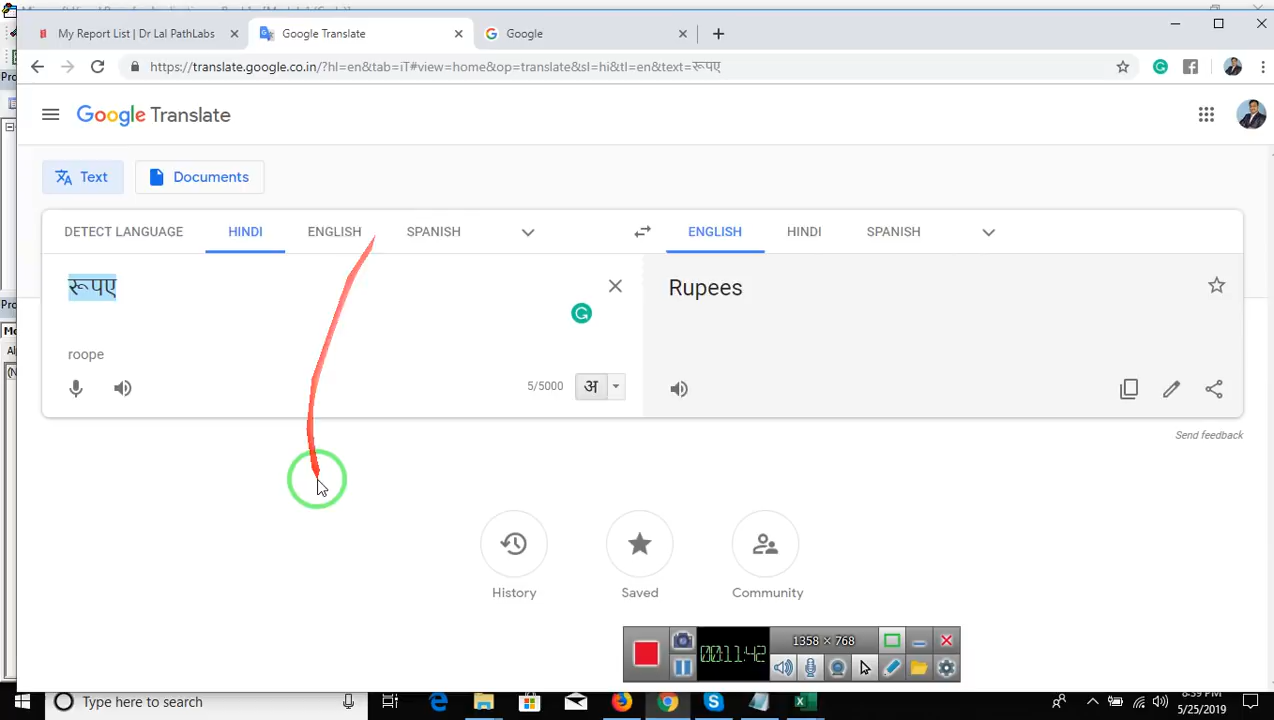 My Report List | Dr Lal PathLabs
Google Translate
Google
https://translate.google.co.in/?hl=en&tab=iT#view=home&op=translate&sl=hi&tl=en&text=रूपए
Google Translate
Text
Documents
DETECT LANGUAGE HINDI ENGLISH SPANISH
ENGLISH HINDI SPANISH
रूपए
Rupees
roope
5/5000
अ
Send feedback
History
Saved
Community
1358 × 768
00:11:42
Type here to search
8:39 PM
5/25/2019